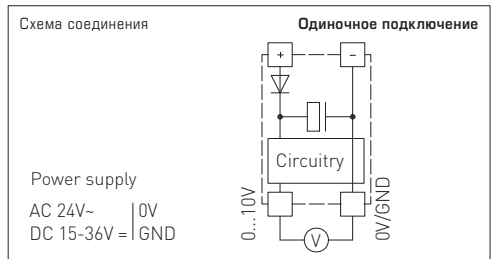 Схема соединения
Одиночное подключение
+ −
Circuitry
Power supply
AC 24V~ | 0V
DC 15-36V = | GND
0...10V
V
0V/GND